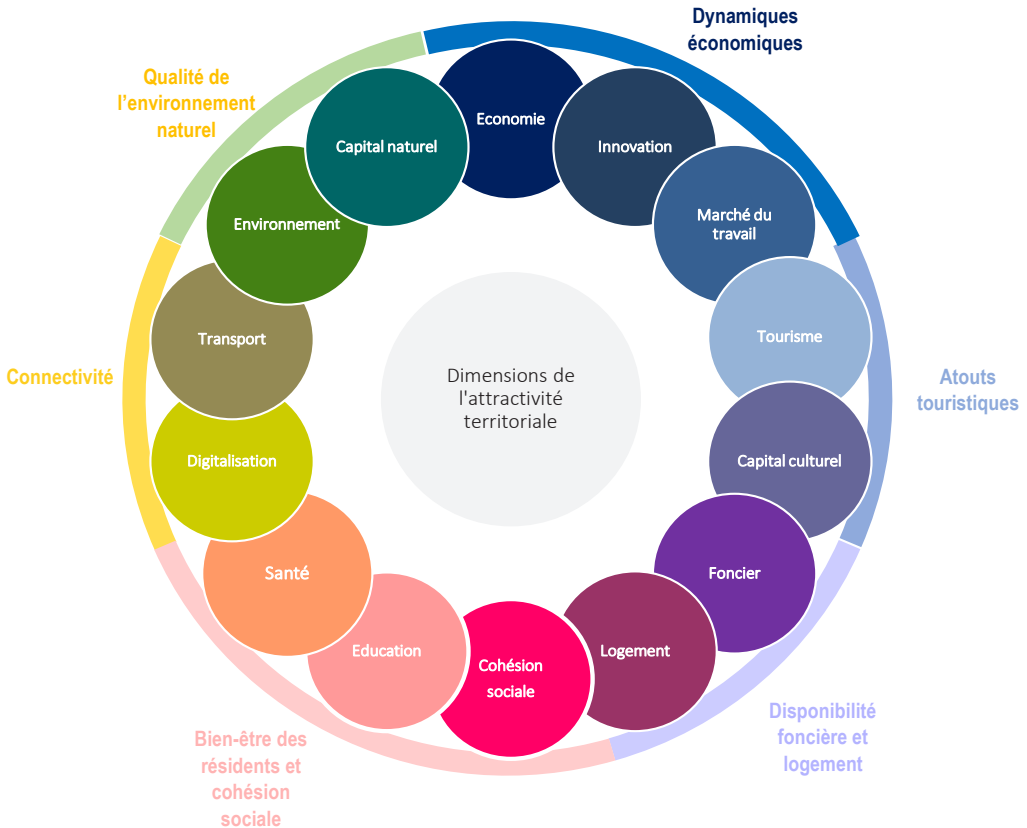 Dynamiques
économiques
Qualité de
l'environnement
naturel
Economie
Capital naturel
Innovation
Environnement
Marché du
travail
Transport
Tourisme
Connectivité
Dimensions de
l'attractivité
territoriale
Atouts
touristiques
Digitalisation
Capital culturel
Santé
Foncier
Education
Cohésion
sociale
Logement
Bien-être des
résidents et
cohésion
sociale
Disponibilité
foncière et
logement